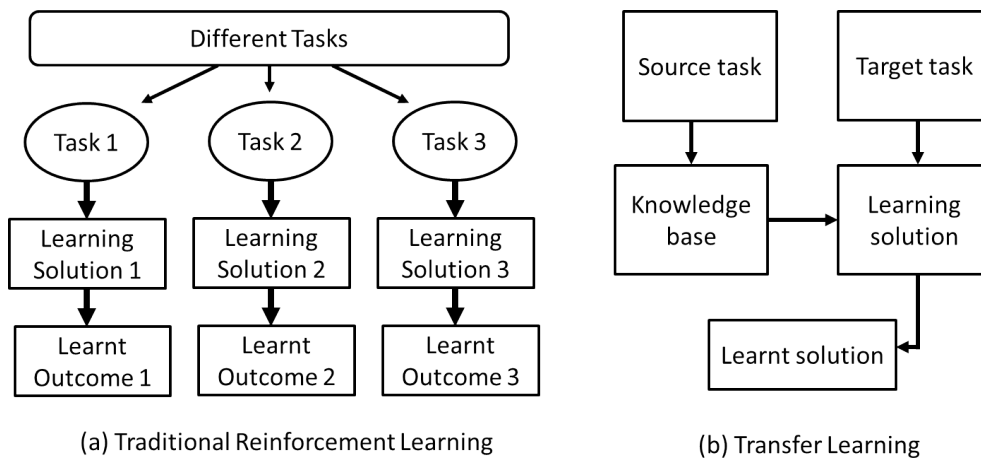 Different Tasks
Task 1
Task 2
Task 3
Learning
Solution 1
Learning
Solution 2
Learning
Solution 3
Learnt
Outcome 1
Learnt
Outcome 2
Learnt
Outcome 3
(a) Traditional Reinforcement Learning
Source task
Target task
Knowledge
base
Learning
solution
Learnt solution
(b) Transfer Learning